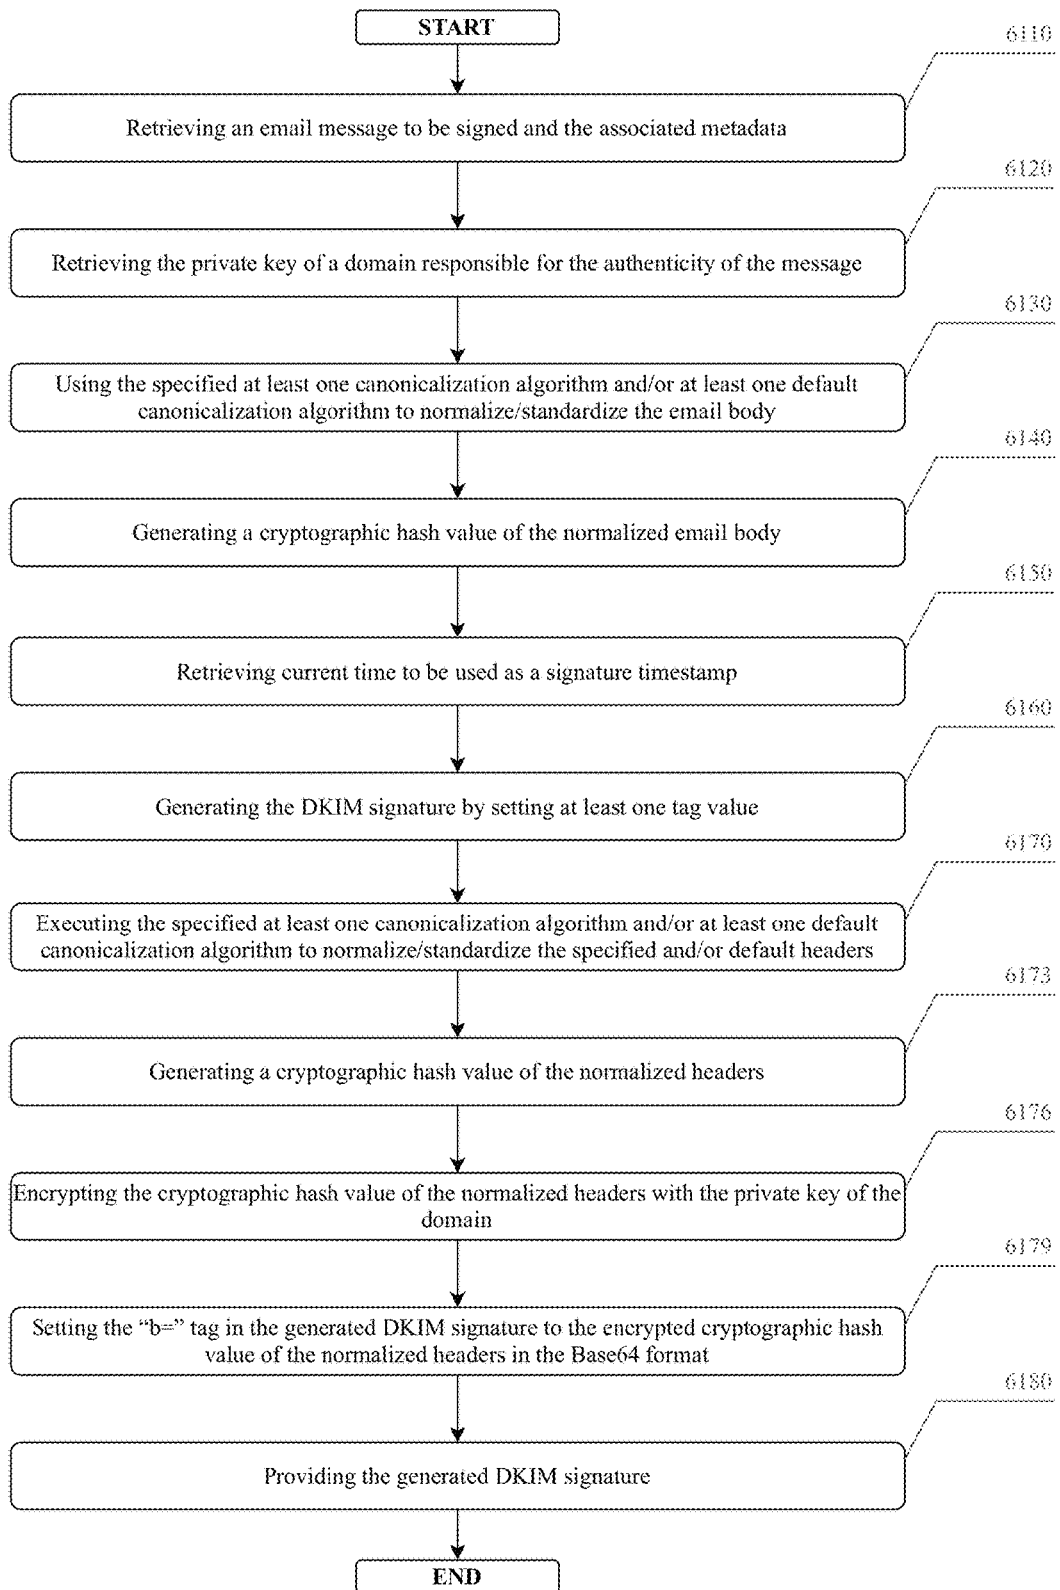 START
6110
Retrieving an email message to be signed and the associated metadata
6120
Retrieving the private key of a domain responsible for the authenticity of the message
6130
Using the specified at least one canonicalization algorithm and/or at least one default
canonicalization algorithm to normalize/standardize the email body
6140
Generating a cryptographic hash value of the normalized email body
6150
Retrieving current time to be used as a signature timestamp
6160
Generating the DKIM signature by setting at least one tag value
6170
Executing the specified at least one canonicalization algorithm and/or at least one default
canonicalization algorithm to normalize/standardize the specified and/or default headers
6173
Generating a cryptographic hash value of the normalized headers
6176
Encrypting the cryptographic hash value of the normalized headers with the private key of the
domain
6179
Setting the “b=” tag in the generated DKIM signature to the encrypted cryptographic hash
value of the normalized headers in the Base64 format
6180
Providing the generated DKIM signature
END